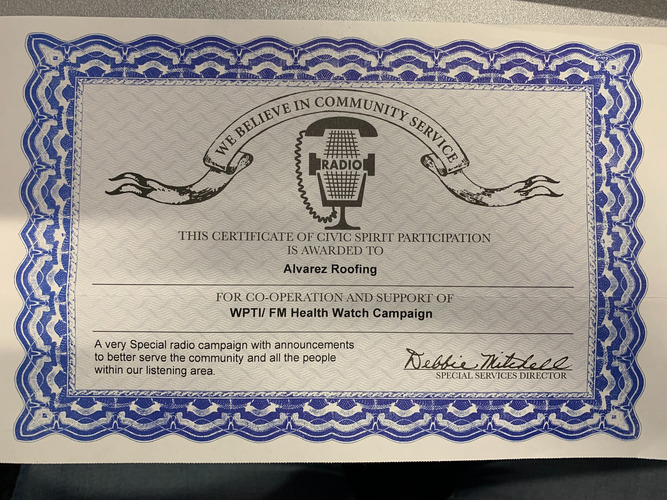 WE BELIEVE IN COMMUNITY SERVICE
RADIO
THIS CERTIFICATE OF CIVIC SPIRIT PARTICIPATION
IS AWARDED TO
Alvarez Roofing
FOR CO-OPERATION AND SUPPORT OF
WPTI/ FM Health Watch Campaign
A very Special radio campaign with announcements
to better serve the community and all the people
within our listening area.
Debbie Mitchell
SPECIAL SERVICES DIRECTOR